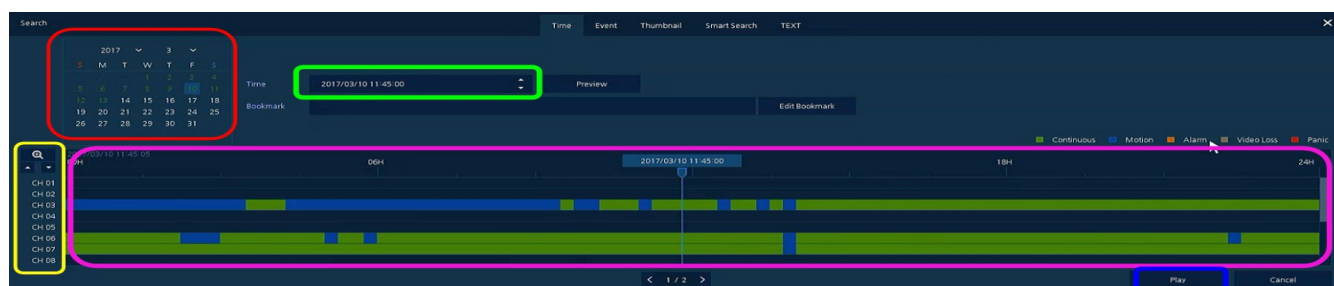 Search
Time Event Thumbnail Smart Search TEXT
2017 3
S M T W T F S
1 2 3 4
5 6 7 8 9 10 11
12 13 14 15 16 17 18
19 20 21 22 23 24 25
26 27 28 29 30 31
Time 2017/03/10 11:45:00 Preview
Bookmark Edit Bookmark
Continuous Motion Alarm Video Loss Panic
11:45:05
06H 2017/03/10 11:45:00 18H 24H
CH 01
CH 02
CH 03
CH 04
CH 05
CH 06
CH 07
CH 08
< 1 / 2 >
Play Cancel